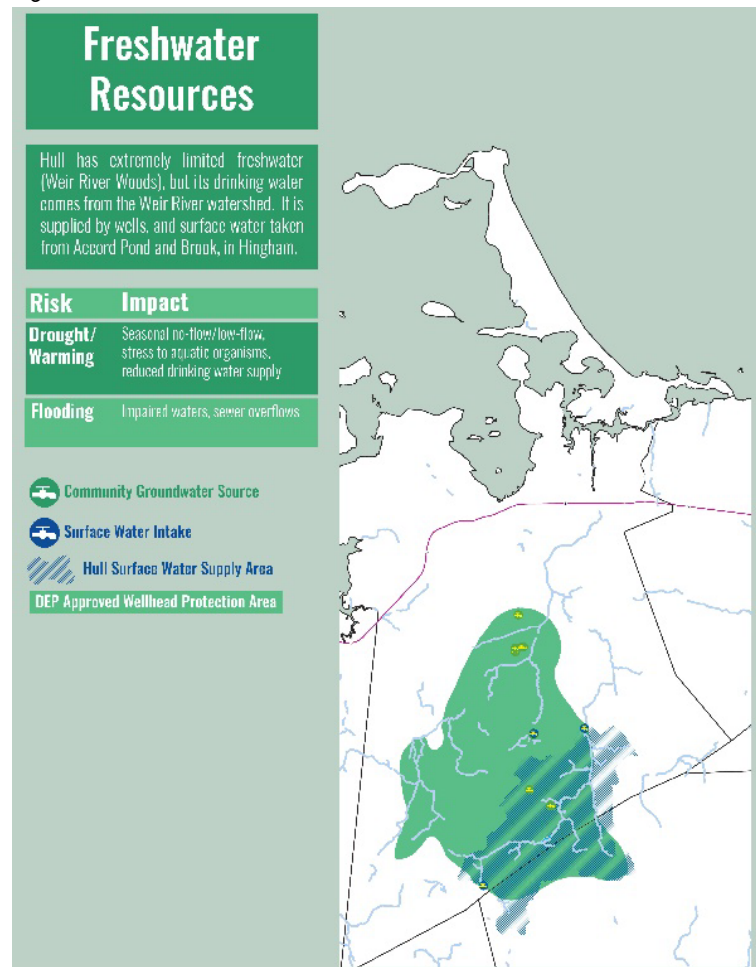 Freshwater
Resources
Hull has extremely limited freshwater
(Weir River Woods), but its drinking water
comes from the Weir River watershed. It is
supplied by wells, and surface water taken
from Accord Pond and Brook, in Hingham.
Risk Impact
Drought/ Seasonal no-flow/low-flow,
Warming stress to aquatic organisms,
reduced drinking water supply
Flooding Impaired waters, sewer overflows
Community Groundwater Source
Surface Water Intake
Hull Surface Water Supply Area
DEP Approved Wellhead Protection Area